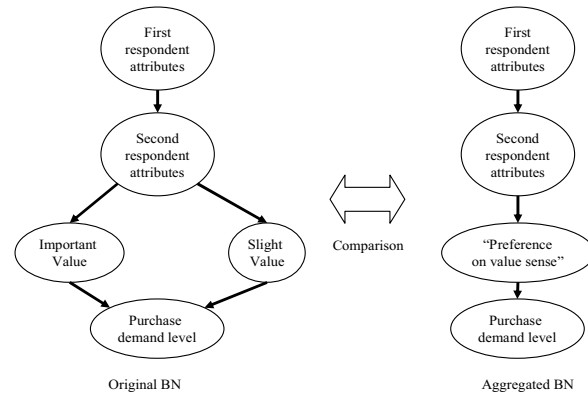 First
respondent
attributes
Second
respondent
attributes
Important
Value
Slight
Value
Purchase
demand level
Original BN
Comparison
First
respondent
attributes
Second
respondent
attributes
“Preference
on value sense”
Purchase
demand level
Aggregated BN